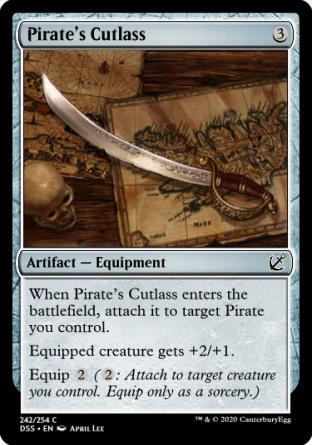 Pirate's Cutlass 3
Artifact — Equipment
When Pirate's Cutlass enters the
battlefield, attach it to target Pirate
you control.
Equipped creature gets +2/+1.
Equip 2 ( 2 : Attach to target creature
you control. Equip only as a sorcery.)
242/254 C
DSS • EN April Lee
™ & © 2020 CanterburyEgg